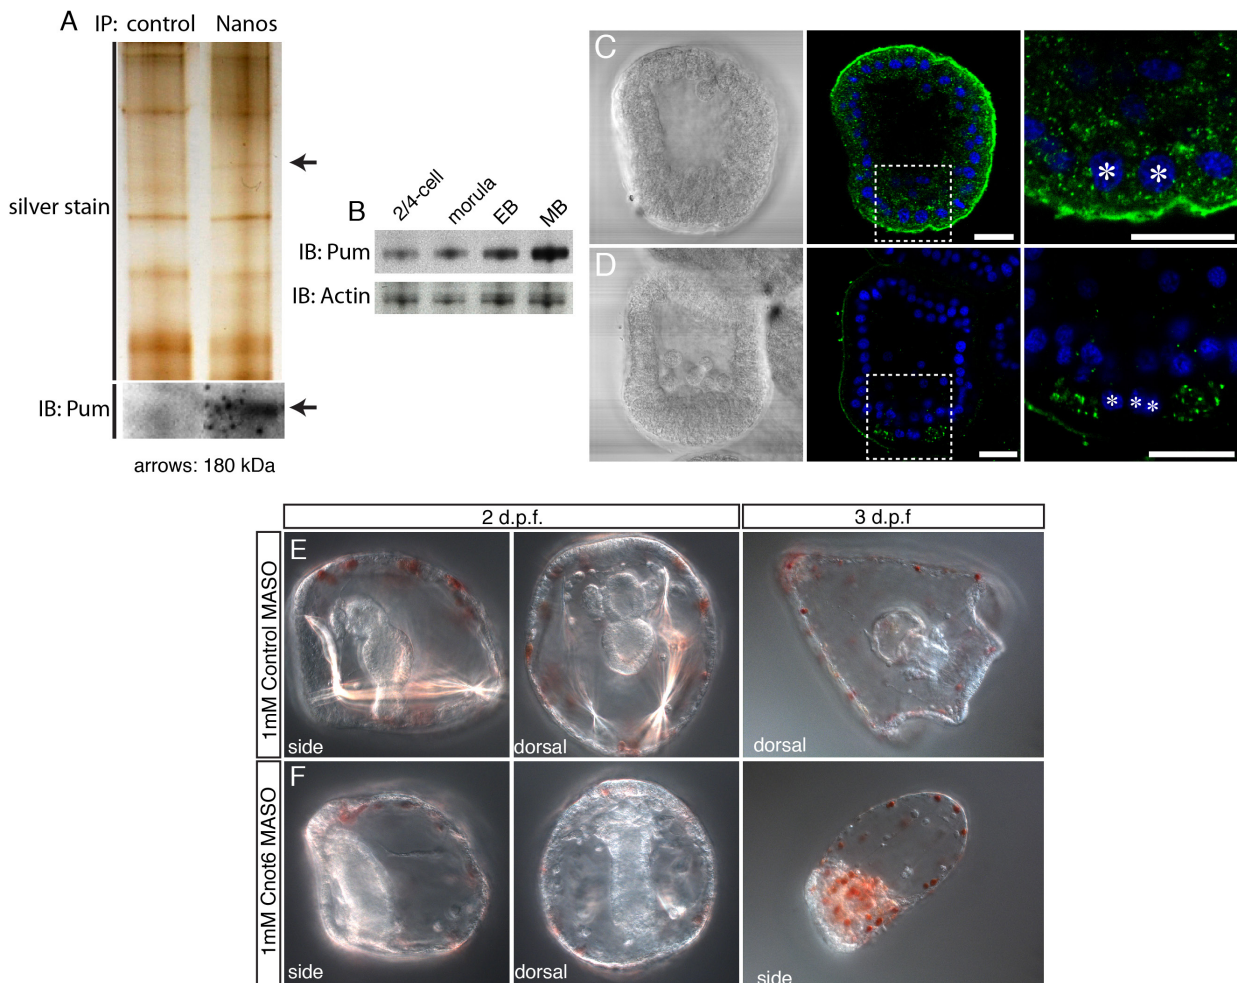 A IP: control Nanos
silver stain
IB: Pum
arrows: 180 kDa
B 2/4-cell morula EB MB
IB: Pum
IB: Actin
C
* *
D
* * *
2 d.p.f. 3 d.p.f
1mM Control MASO
E
side dorsal dorsal
1mM Cnot6 MASO
F
side dorsal side